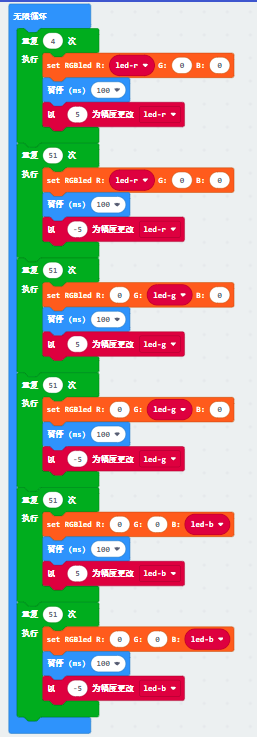 无限循环
重复 4 次
执行 set RGBled R: led-r G: 0 B: 0
暂停 (ms) 100
以 5 为幅度更改 led-r
重复 51 次
执行 set RGBled R: led-r G: 0 B: 0
暂停 (ms) 100
以 -5 为幅度更改 led-r
重复 51 次
执行 set RGBled R: 0 G: led-g B: 0
暂停 (ms) 100
以 5 为幅度更改 led-g
重复 51 次
执行 set RGBled R: 0 G: led-g B: 0
暂停 (ms) 100
以 -5 为幅度更改 led-g
重复 51 次
执行 set RGBled R: 0 G: 0 B: led-b
暂停 (ms) 100
以 5 为幅度更改 led-b
重复 51 次
执行 set RGBled R: 0 G: 0 B: led-b
暂停 (ms) 100
以 -5 为幅度更改 led-b